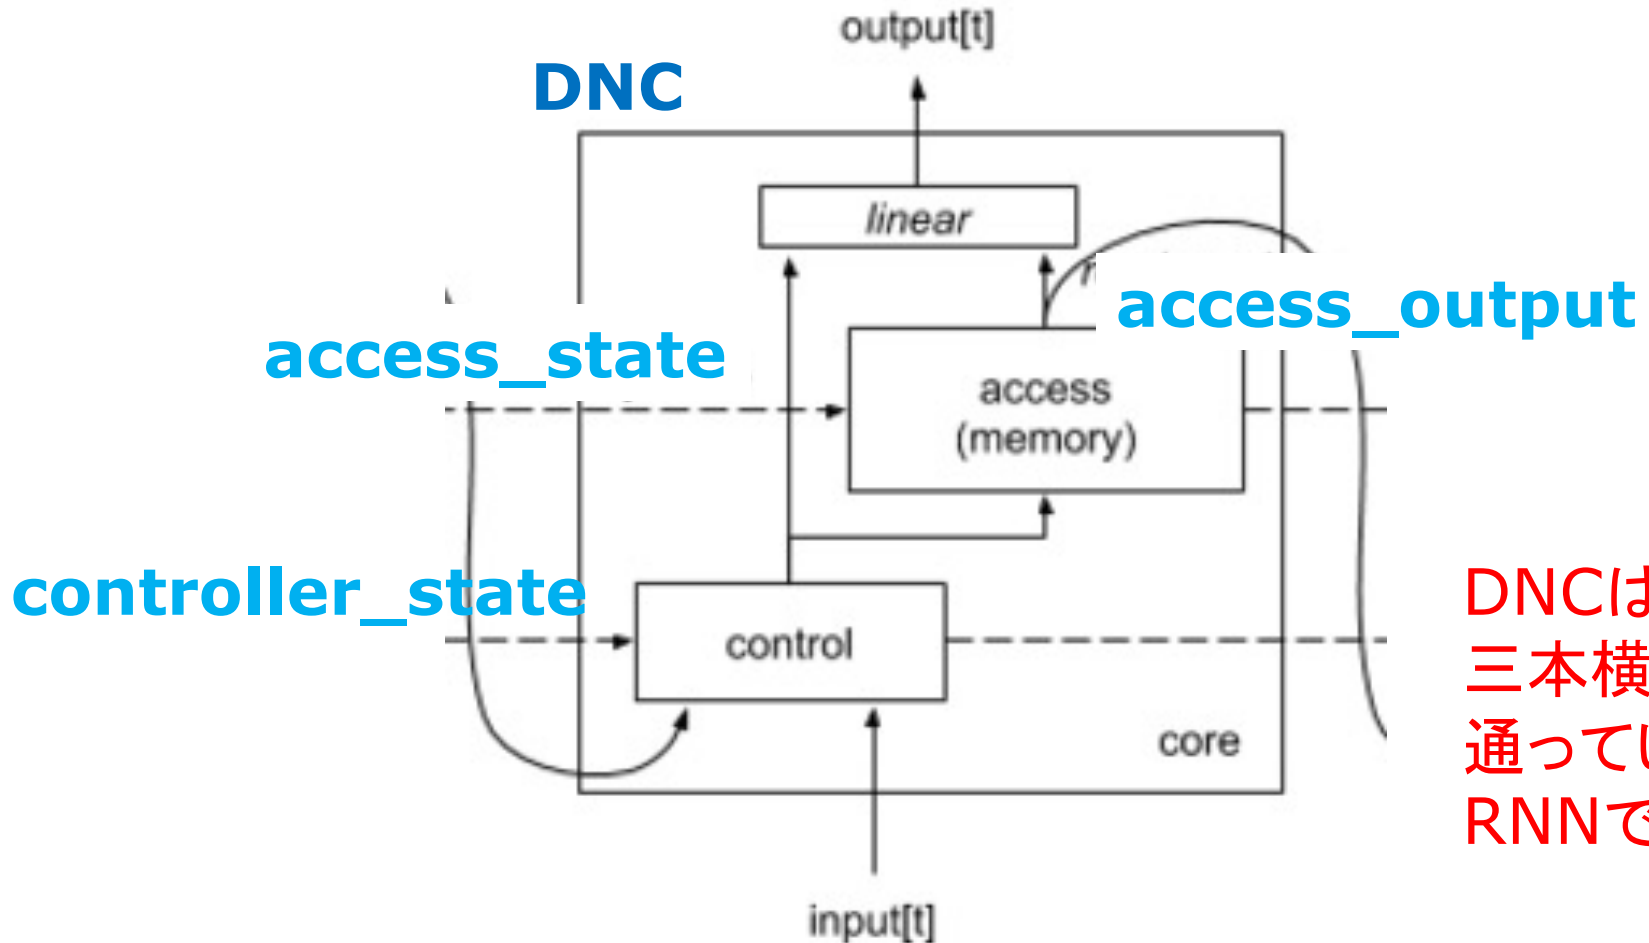 output[t]
DNC
linear
access_output
access_state
access
(memory)
controller_state
control
DNCは
三本横
通ってい
RNNで
core
input[t]